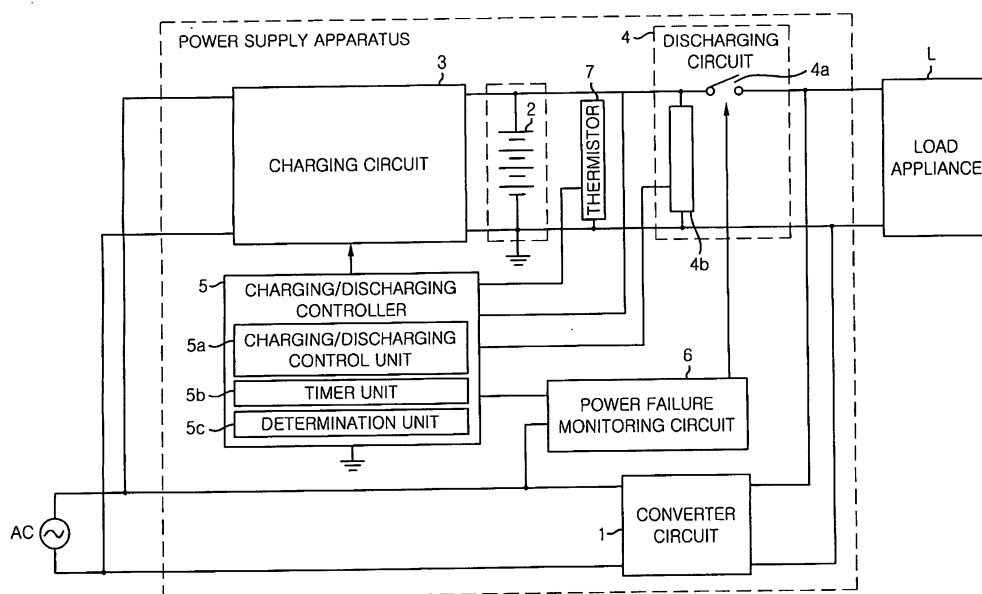 POWER SUPPLY APPARATUS
4
DISCHARGING
CIRCUIT
4a
L
3
7
2
CHARGING CIRCUIT
THERMISTOR
LOAD
APPLIANCE
4b
5
CHARGING/DISCHARGING
CONTROLLER
5a
CHARGING/DISCHARGING
CONTROL UNIT
5b
TIMER UNIT
5c
DETERMINATION UNIT
6
POWER FAILURE
MONITORING CIRCUIT
AC
1
CONVERTER
CIRCUIT